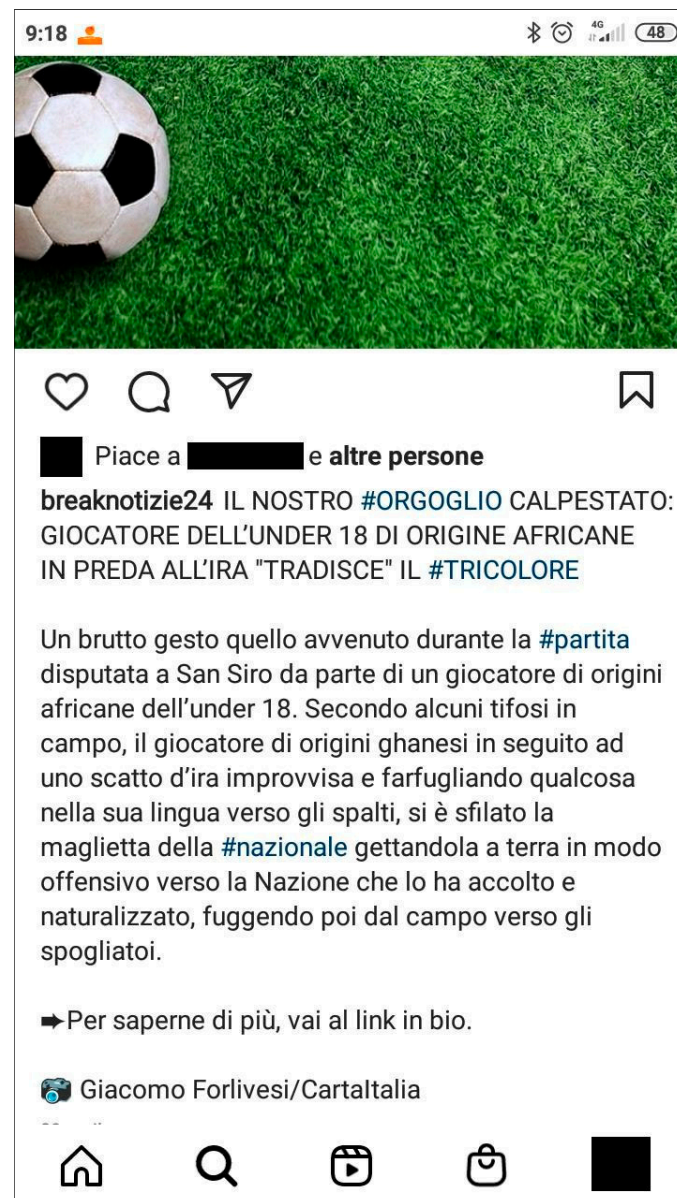 9:18
4G
48
Piace a e altre persone
breaknotizie24 IL NOSTRO #ORGOGLIO CALPESTATO:
GIOCATORE DELL’UNDER 18 DI ORIGINE AFRICANE
IN PREDA ALL’IRA "TRADISCE" IL #TRICOLORE
Un brutto gesto quello avvenuto durante la #partita
disputata a San Siro da parte di un giocatore di origini
africane dell’under 18. Secondo alcuni tifosi in
campo, il giocatore di origini ghanesi in seguito ad
uno scatto d’ira improvvisa e farfugliando qualcosa
nella sua lingua verso gli spalti, si è sfilato la
maglietta della #nazionale gettandola a terra in modo
offensivo verso la Nazione che lo ha accolto e
naturalizzato, fuggendo poi dal campo verso gli
spogliatoi.
➡Per saperne di più, vai al link in bio.
📷 Giacomo Forlivesi/CartaItalia